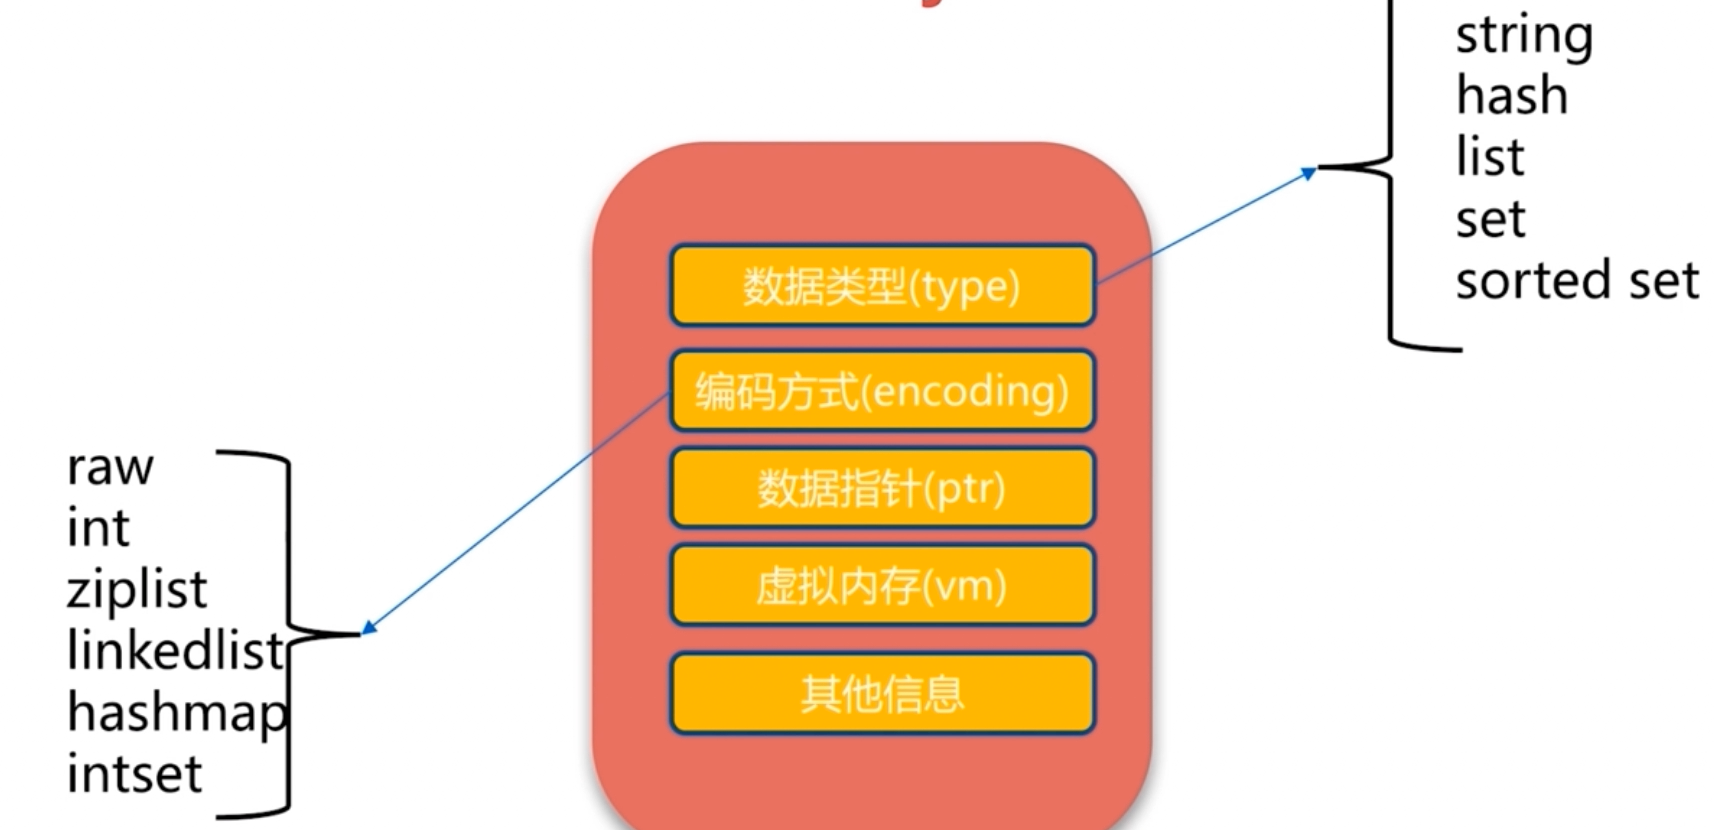 string
hash
list
set
sorted set
数据类型(type)
编码方式(encoding)
数据指针(ptr)
虚拟内存(vm)
其他信息
raw
int
ziplist
linkedlist
hashmap
intset